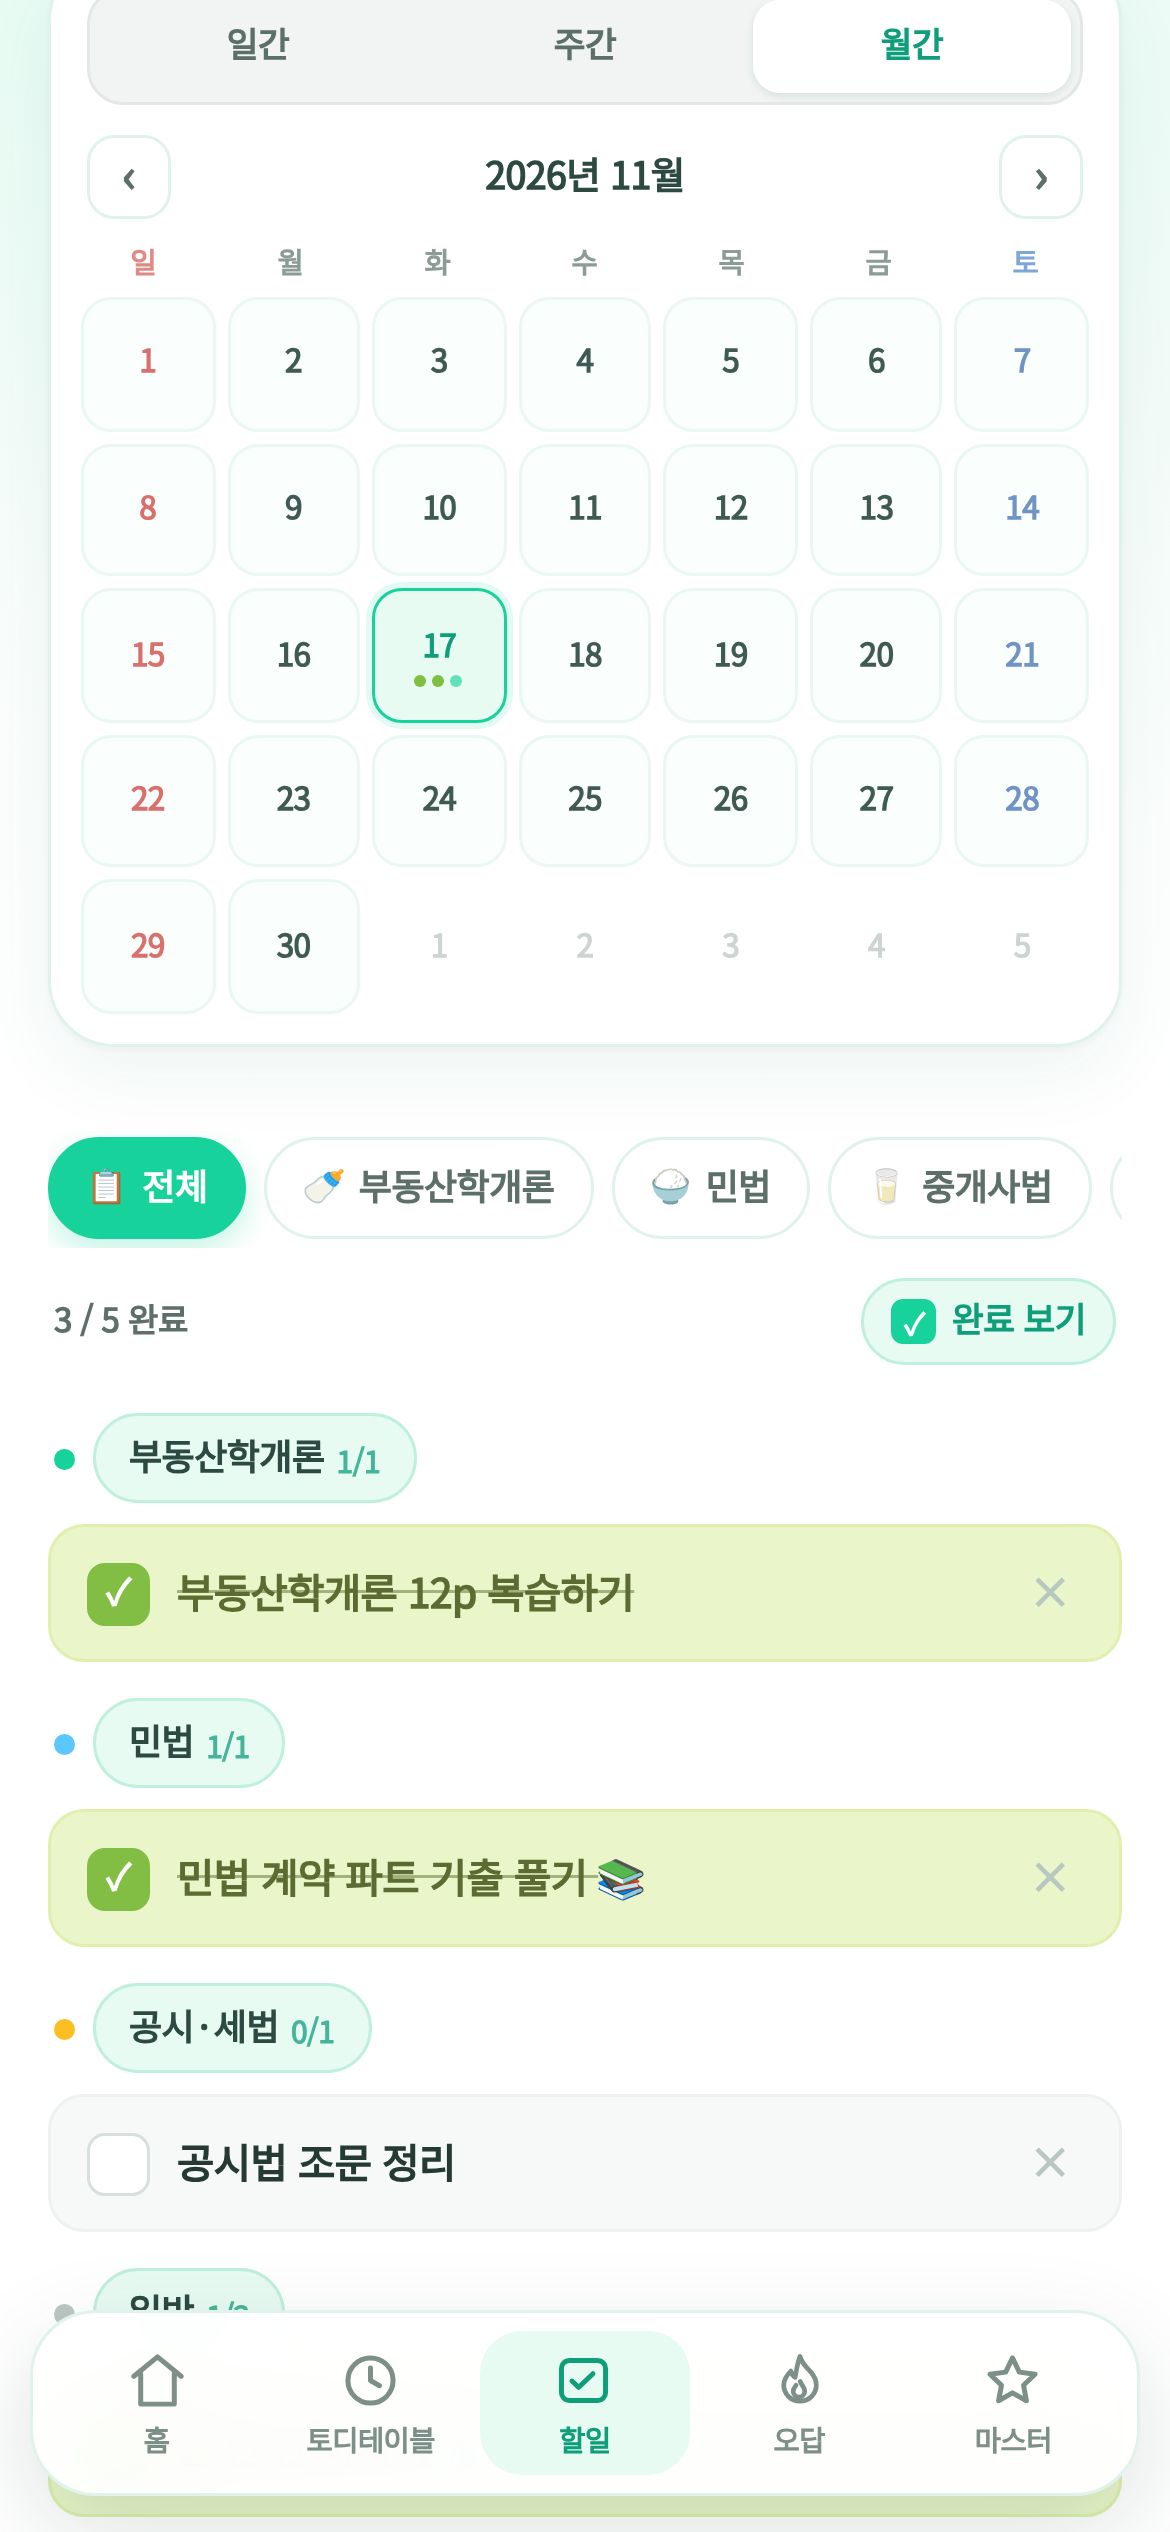 일간 주간 월간
‹ 2026년 11월 ›
일 월 화 수 목 금 토
1 2 3 4 5 6 7
8 9 10 11 12 13 14
15 16 17 18 19 20 21
22 23 24 25 26 27 28
29 30 1 2 3 4 5
📋 전체 🍼 부동산학개론 🍚 민법 🥛 중개사법
3 / 5 완료 ✓ 완료 보기
부동산학개론 1/1
✓ 부동산학개론 12p 복습하기 ×
민법 1/1
✓ 민법 계약 파트 기출 풀기 📚 ×
공시·세법 0/1
공시법 조문 정리 ×
홈 토디테이블 할일 오답 마스터